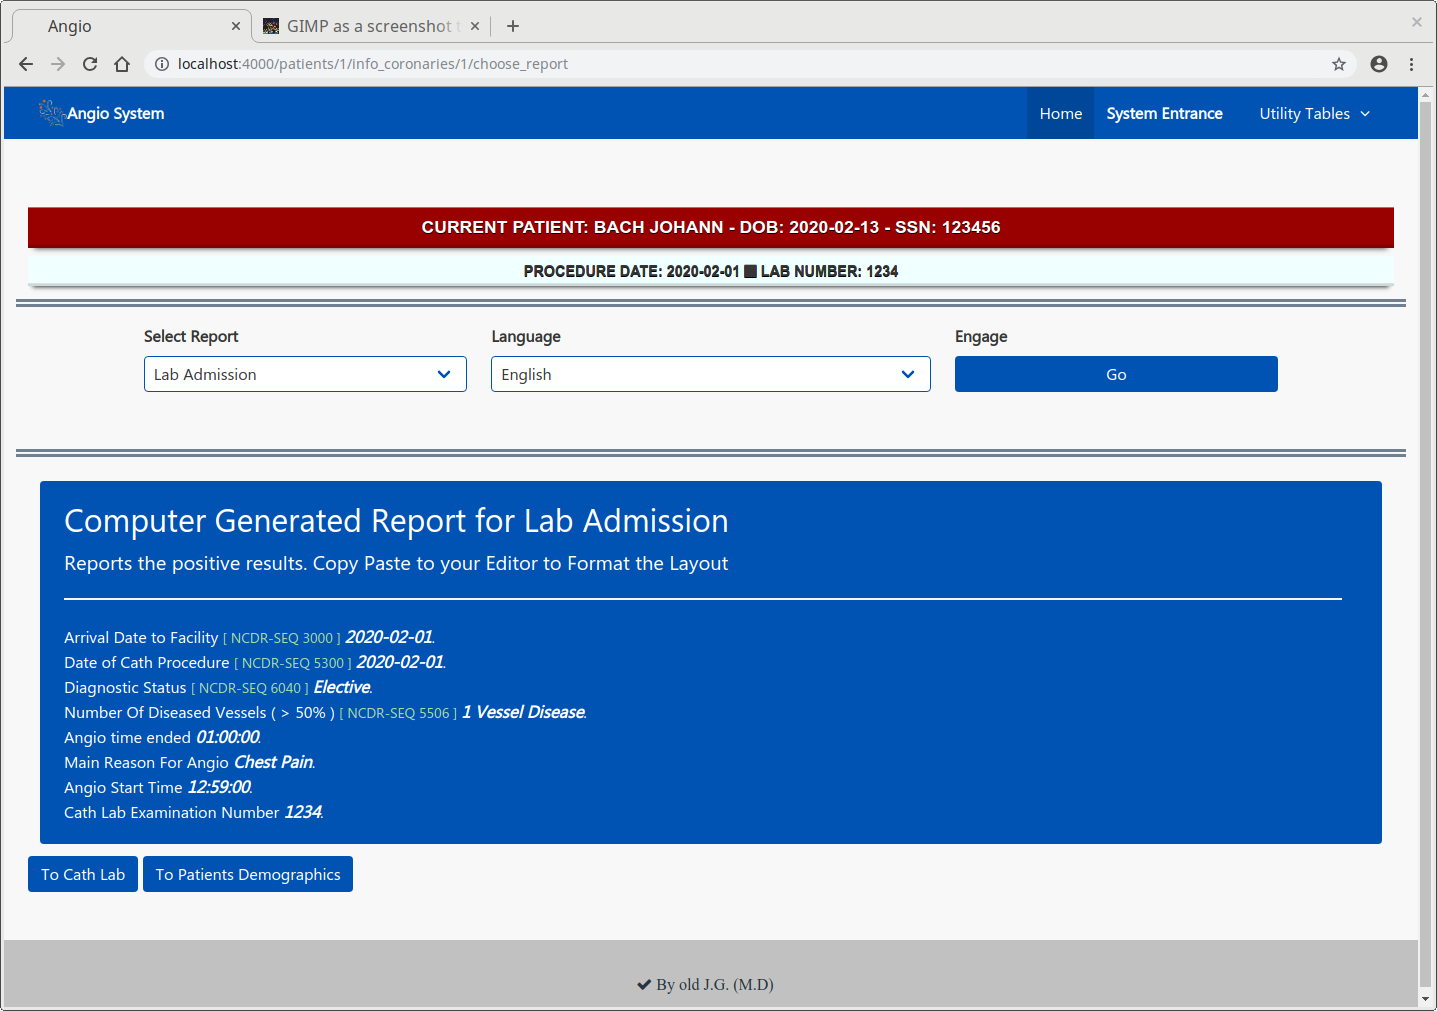 Angio
GIMP as a screenshot
localhost:4000/patients/1/info_coronaries/1/choose_report
Angio System
Home
System Entrance
Utility Tables
CURRENT PATIENT: BACH JOHANN - DOB: 2020-02-13 - SSN: 123456
PROCEDURE DATE: 2020-02-01 LAB NUMBER: 1234
Select Report
Language
Engage
Lab Admission
English
Go
Computer Generated Report for Lab Admission
Reports the positive results. Copy Paste to your Editor to Format the Layout
Arrival Date to Facility [ NCDR-SEQ 3000 ] 2020-02-01.
Date of Cath Procedure [ NCDR-SEQ 5300 ] 2020-02-01.
Diagnostic Status [ NCDR-SEQ 6040 ] Elective.
Number Of Diseased Vessels ( > 50% ) [ NCDR-SEQ 5506 ] 1 Vessel Disease.
Angio time ended 01:00:00.
Main Reason For Angio Chest Pain.
Angio Start Time 12:59:00.
Cath Lab Examination Number 1234.
To Cath Lab
To Patients Demographics
By old J.G. (M.D)